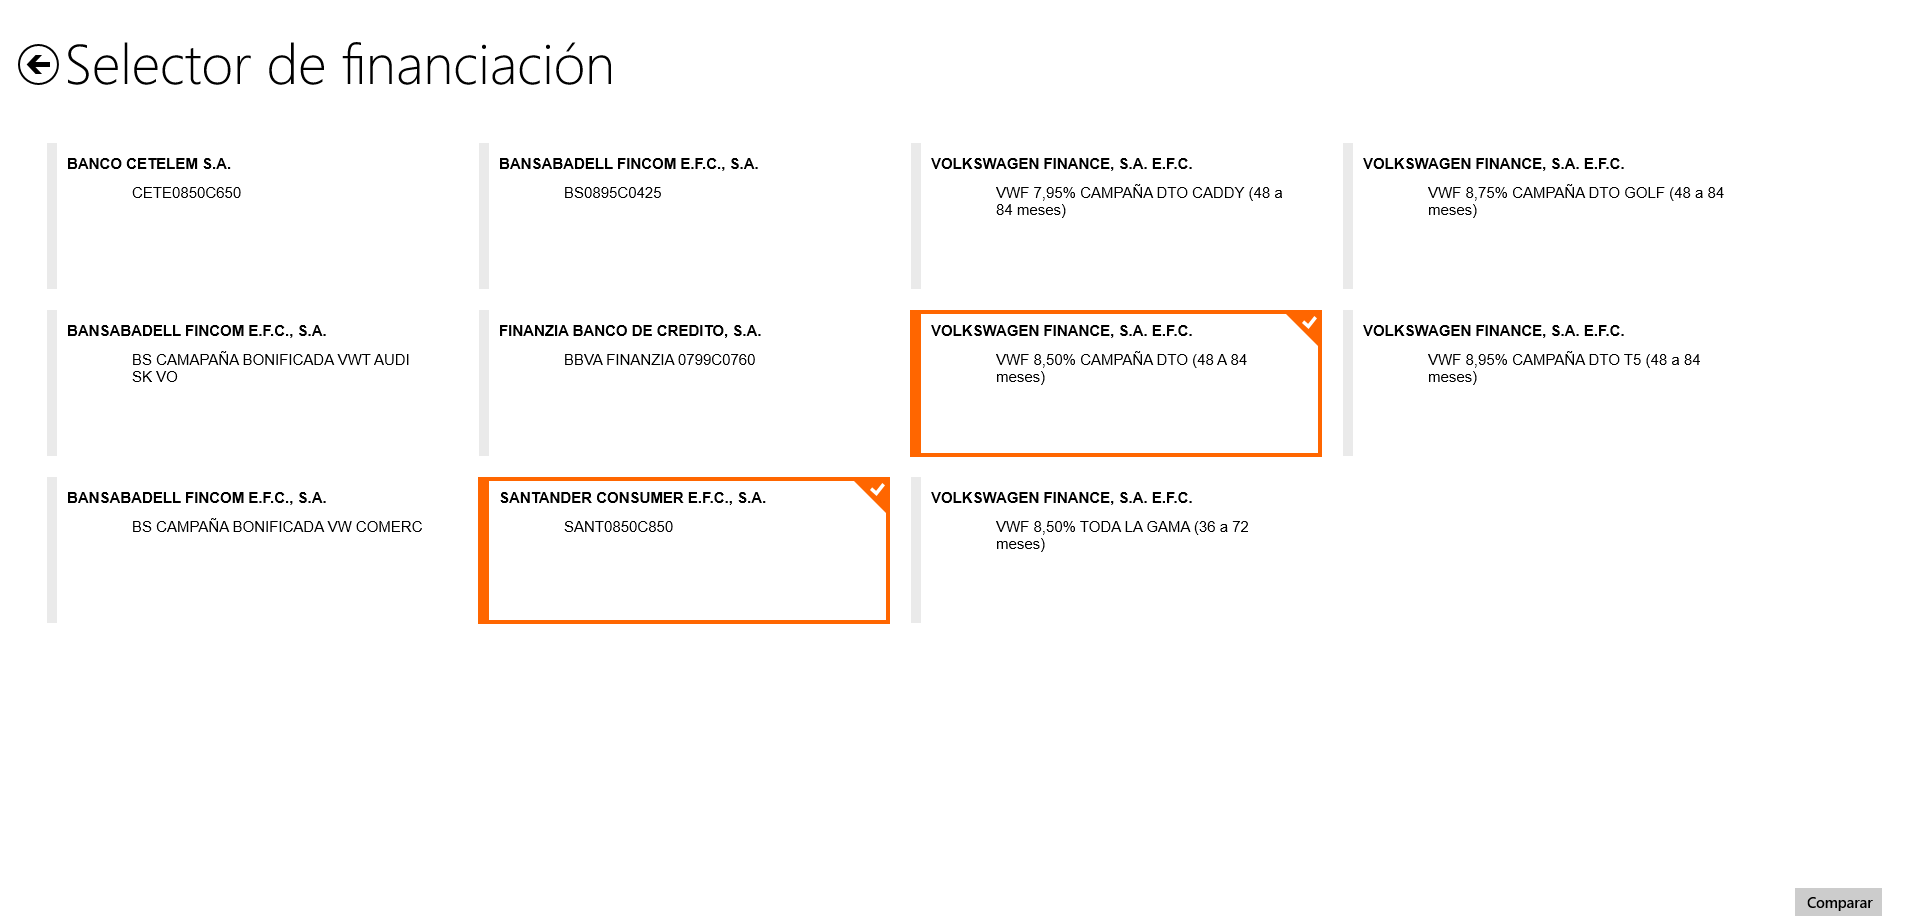 Selector de financiación
BANCO CETELEM S.A.
CETE0850C650
BANSABADELL FINCOM E.F.C., S.A.
BS0895C0425
VOLKSWAGEN FINANCE, S.A. E.F.C.
VWF 7,95% CAMPAÑA DTO CADDY (48 a
84 meses)
VOLKSWAGEN FINANCE, S.A. E.F.C.
VWF 8,75% CAMPAÑA DTO GOLF (48 a 84
meses)
BANSABADELL FINCOM E.F.C., S.A.
BS CAMAPAÑA BONIFICADA VWT AUDI
SK VO
FINANZIA BANCO DE CREDITO, S.A.
BBVA FINANZIA 0799C0760
VOLKSWAGEN FINANCE, S.A. E.F.C.
VWF 8,50% CAMPAÑA DTO (48 A 84
meses)
VOLKSWAGEN FINANCE, S.A. E.F.C.
VWF 8,95% CAMPAÑA DTO T5 (48 a 84
meses)
BANSABADELL FINCOM E.F.C., S.A.
BS CAMPAÑA BONIFICADA VW COMERC
SANTANDER CONSUMER E.F.C., S.A.
SANT0850C850
VOLKSWAGEN FINANCE, S.A. E.F.C.
VWF 8,50% TODA LA GAMA (36 a 72
meses)
Comparar